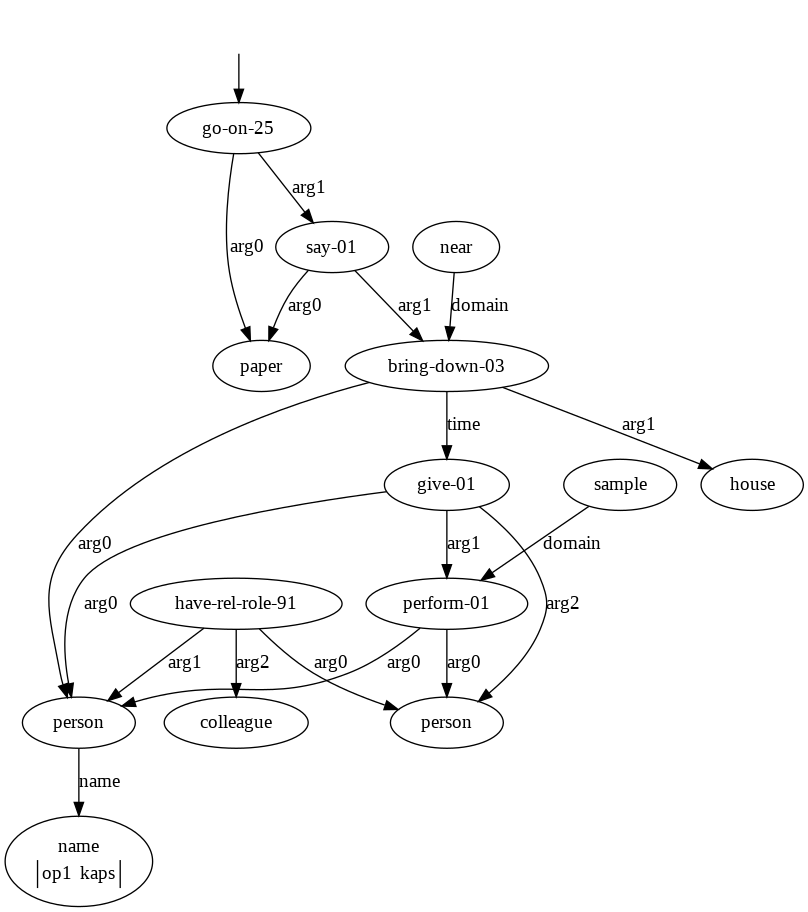 go-on-25
arg1
arg0
say-01
near
arg0
arg1
domain
paper
bring-down-03
time
arg1
give-01
sample
house
arg0
arg1
domain
arg0
have-rel-role-91
perform-01
arg2
arg1
arg2
arg0
arg0
arg0
person
colleague
person
name
name
op1 kaps